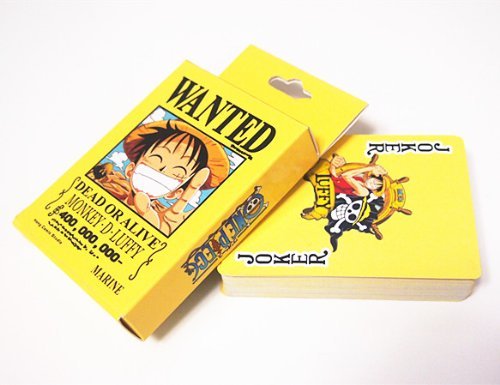 WANTED
DEAD OR ALIVE
MONKEY·D·LUFFY
400,000,000-
MARINE
ONE PIECE
JOKER
LUFFY
JOKER